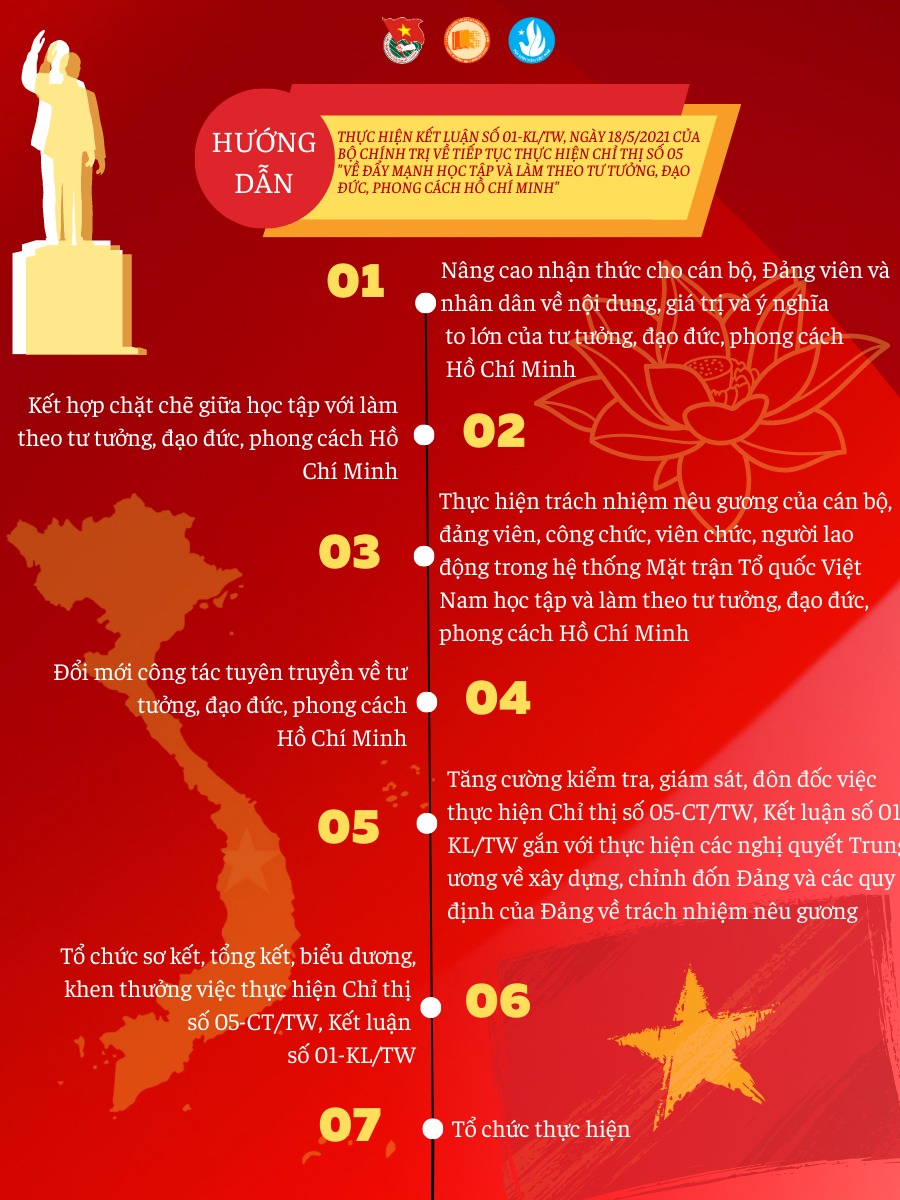 HƯỚNG
DẪN
THỰC HIỆN KẾT LUẬN SỐ 01-KL/TW, NGÀY 18/5/2021 CỦA
BỘ CHÍNH TRỊ VỀ TIẾP TỤC THỰC HIỆN CHỈ THỊ SỐ 05
"VỀ ĐẨY MẠNH HỌC TẬP VÀ LÀM THEO TƯ TƯỞNG, ĐẠO
ĐỨC, PHONG CÁCH HỒ CHÍ MINH"
01
Nâng cao nhận thức cho cán bộ, Đảng viên và
nhân dân về nội dung, giá trị và ý nghĩa
to lớn của tư tưởng, đạo đức, phong cách
Hồ Chí Minh
Kết hợp chặt chẽ giữa học tập với làm
theo tư tưởng, đạo đức, phong cách Hồ
Chí Minh
02
03
Thực hiện trách nhiệm nêu gương của cán bộ,
đảng viên, công chức, viên chức, người lao
động trong hệ thống Mặt trận Tổ quốc Việt
Nam học tập và làm theo tư tưởng, đạo đức,
phong cách Hồ Chí Minh
Đổi mới công tác tuyên truyền về tư
tưởng, đạo đức, phong cách
Hồ Chí Minh
04
05
Tăng cường kiểm tra, giám sát, đôn đốc việc
thực hiện Chỉ thị số 05-CT/TW, Kết luận số 01
KL/TW gắn với thực hiện các nghị quyết Trung
ương về xây dựng, chỉnh đốn Đảng và các quy
định của Đảng về trách nhiệm nêu gương
Tổ chức sơ kết, tổng kết, biểu dương,
khen thưởng việc thực hiện Chỉ thị
số 05-CT/TW, Kết luận
số 01-KL/TW
06
07
Tổ chức thực hiện